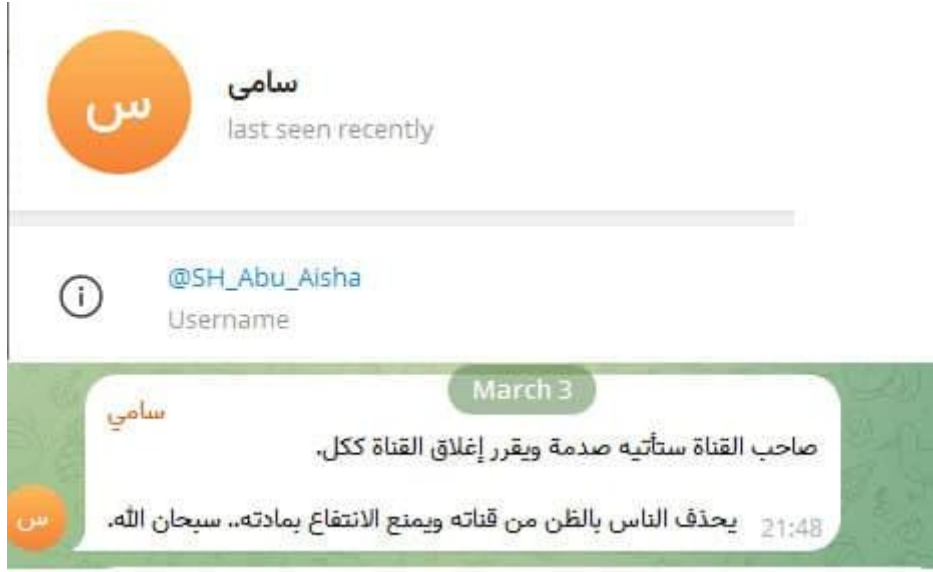 س
سامى
last seen recently
@SH_Abu_Aisha
Username
March 3
سامي
صاحب القناة ستأتيه صدمة ويقرر إغلاق القناة ككل.
يحذف الناس بالظن من قناته ويمنع الانتفاع بمادته.. سبحان الله.
21:48
س